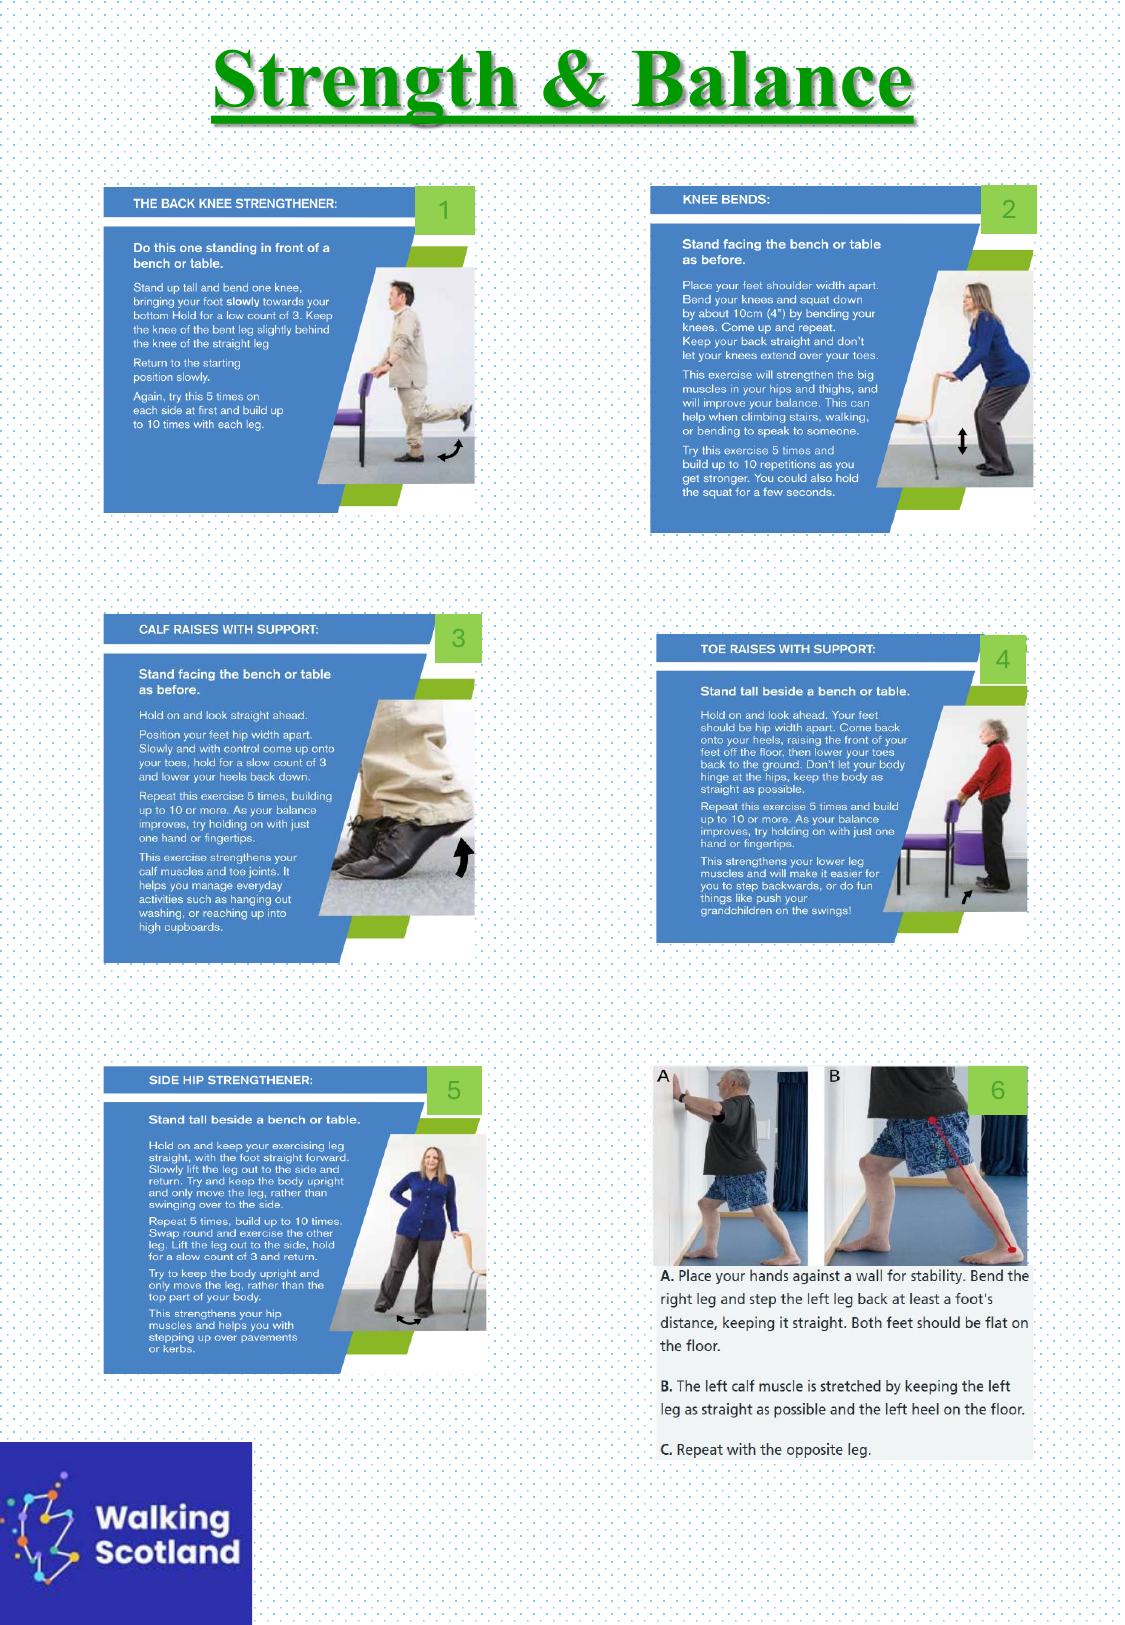 Strength & Balance
THE BACK KNEE STRENGTHENER:
1
Do this one standing in front of a
bench or table.
Stand up tall and bend one knee,
bringing your foot slowly towards your
bottom Hold for a low count of 3. Keep
the knee of the bent leg slightly behind
the knee of the straight leg
Return to the starting
position slowly.
Again, try this 5 times on
each side at first and build up
to 10 times with each leg.
KNEE BENDS:
2
Stand facing the bench or table
as before.
Place your feet shoulder width apart.
Bend your knees and squat down
by about 10cm (4") by bending your
knees. Come up and repeat.
Keep your back straight and don't
let your knees extend over your toes.
This exercise will strengthen the big
muscles in your hips and thighs, and
will improve your balance. This can
help when climbing stairs, walking,
or bending to speak to someone.
Try this exercise 5 times and
build up to 10 repetitions as you
get stronger. You could also hold
the squat for a few seconds.
CALF RAISES WITH SUPPORT:
3
Stand facing the bench or table
as before.
Hold on and look straight ahead.
Position your feet hip width apart.
Slowly and with control come up onto
your toes, hold for a slow count of 3
and lower your heels back down.
Repeat this exercise 5 times, building
up to 10 or more. As your balance
improves, try holding on with just
one hand or fingertips.
This exercise strengthens your
calf muscles and toe joints. It
helps you manage everyday
activities such as hanging out
washing, or reaching up into
high cupboards.
TOE RAISES WITH SUPPORT:
4
Stand tall beside a bench or table.
Hold on and look ahead. Your feet
should be hip width apart. Come back
onto your heels, raising the front of your
feet off the floor, then lower your toes
back to the ground. Don't let your body
hinge at the hips, keep the body as
straight as possible.
Repeat this exercise 5 times and build
up to 10 or more. As your balance
improves, try holding on with just one
hand or fingertips.
This strengthens your lower leg
muscles and will make it easier for
you to step backwards, or do fun
things like push your
grandchildren on the swings!
SIDE HIP STRENGTHENER:
5
Stand tall beside a bench or table.
Hold on and keep your exercising leg
straight, with the foot straight forward.
Slowly lift the leg out to the side and
return. Try and keep the body upright
and only move the leg, rather than
swinging over to the side.
Repeat 5 times, build up to 10 times.
Swap round and exercise the other
leg. Lift the leg out to the side, hold
for a slow count of 3 and return.
Try to keep the body upright and
only move the leg, rather than the
top part of your body.
This strengthens your hip
muscles and helps you with
stepping up over pavements
or kerbs.
A
B
6
A. Place your hands against a wall for stability. Bend the
right leg and step the left leg back at least a foot's
distance, keeping it straight. Both feet should be flat on
the floor.
B. The left calf muscle is stretched by keeping the left
leg as straight as possible and the left heel on the floor.
C. Repeat with the opposite leg.
Walking
Scotland